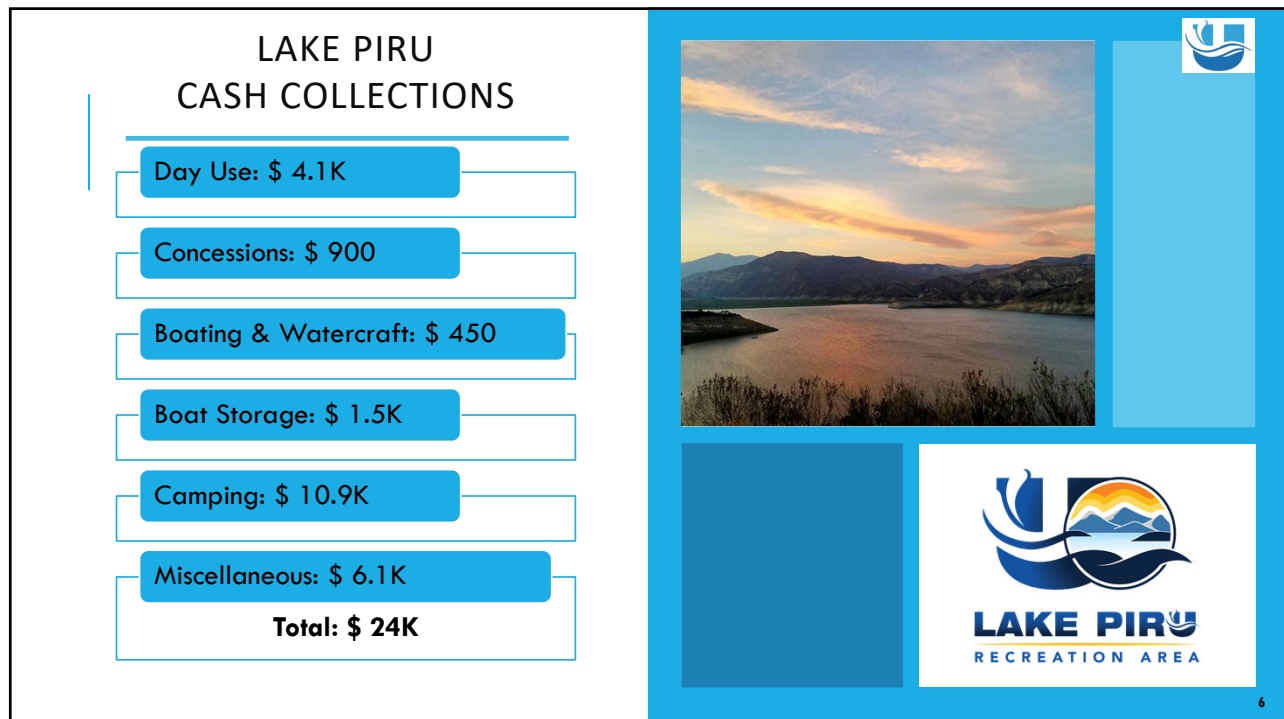 LAKE PIRU
CASH COLLECTIONS
Day Use: $ 4.1K
Concessions: $ 900
Boating & Watercraft: $ 450
Boat Storage: $ 1.5K
Camping: $ 10.9K
Miscellaneous: $ 6.1K
Total: $ 24K
LAKE PIRU
RECREATION AREA
6